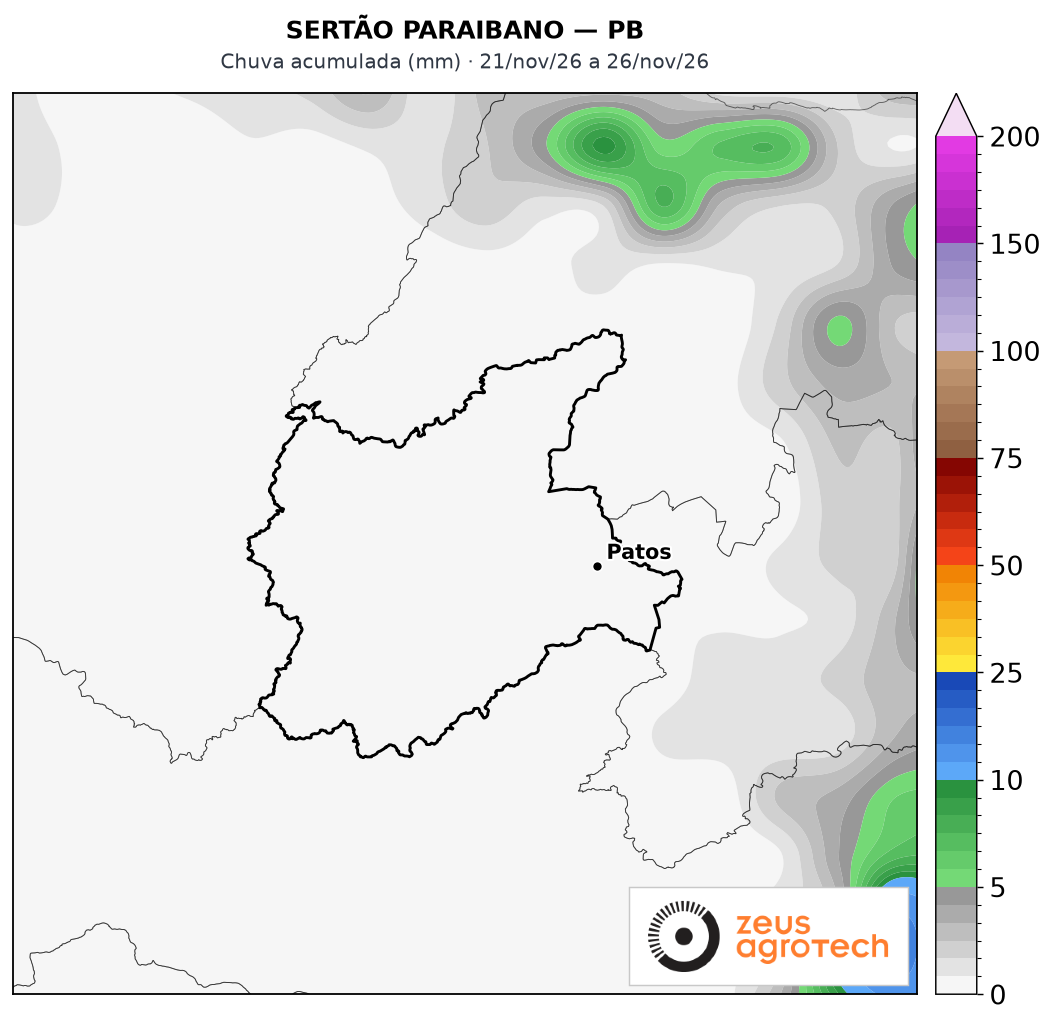 SERTÃO PARAIBANO — PB
Chuva acumulada (mm) · 21/nov/26 a 26/nov/26
200
150
100
75
50
25
10
5
0
Patos
zeus
agroтech